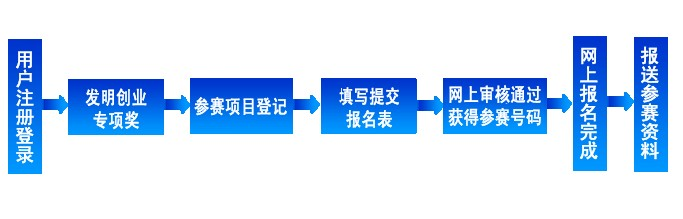 用户注册登录
发明创业
专项奖
参赛项目登记
填写提交
报名表
网上审核通过
获得参赛号码
网上报名完成
报送参赛资料